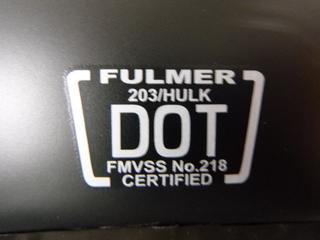 FULMER
203/HULK
DOT
FMVSS No.218
CERTIFIED